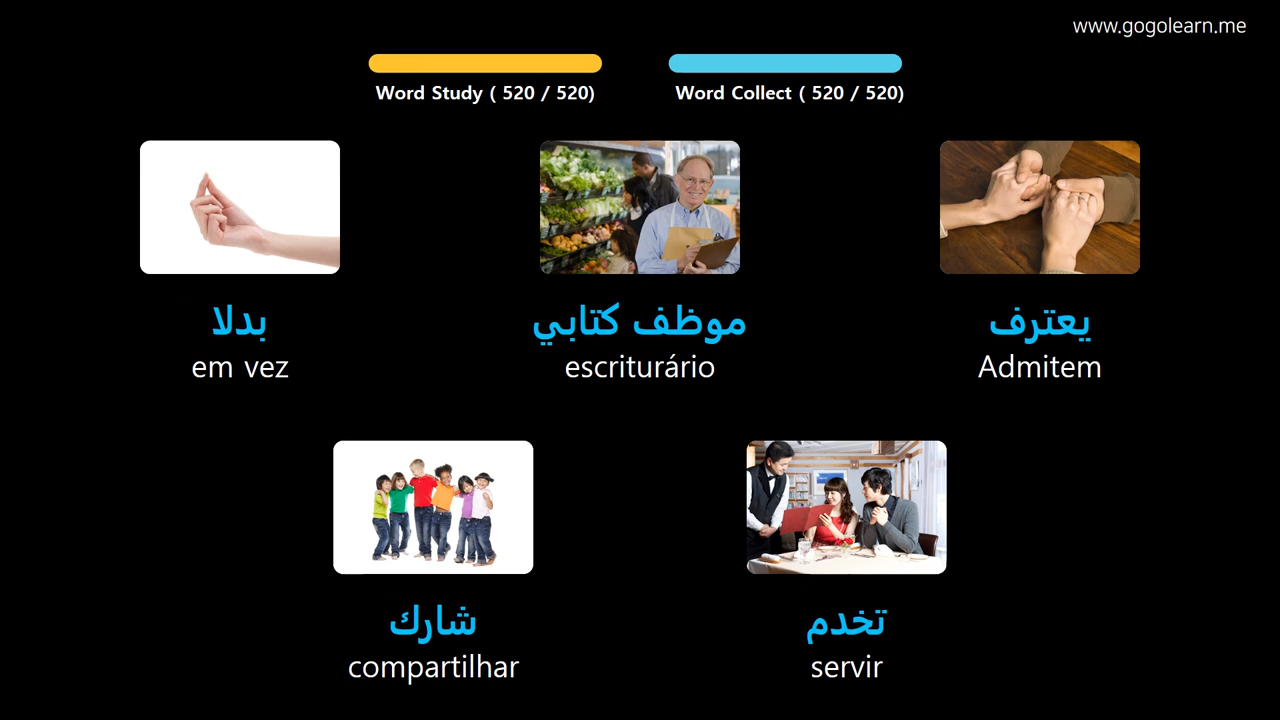 www.gogolearn.me
Word Study ( 520 / 520)
Word Collect ( 520 / 520)
بدلا
em vez
موظف كتابي
escriturário
يعترف
Admitem
شارك
compartilhar
تخدم
servir